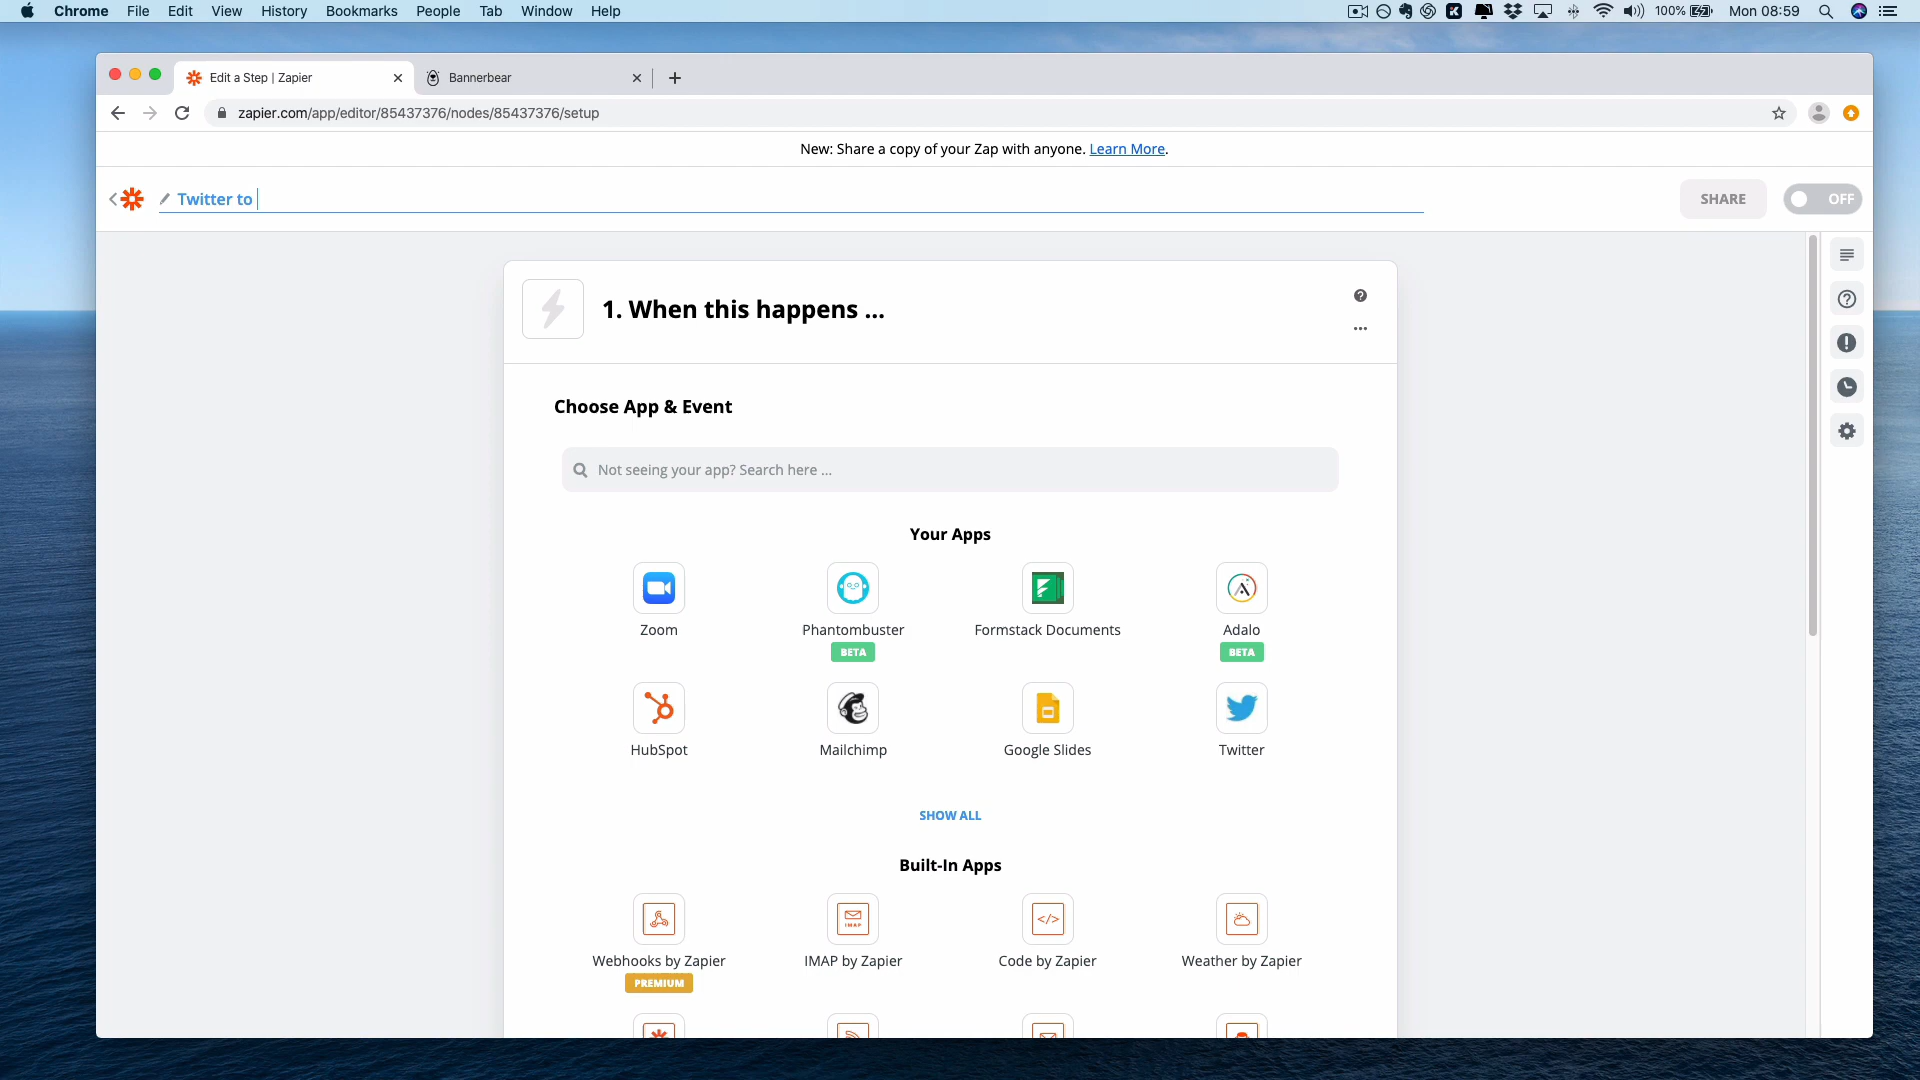 Chrome File Edit View History Bookmarks People Tab Window Help 100% Mon 08:59
Edit a Step | Zapier Bannerbear
zapier.com/app/editor/85437376/nodes/85437376/setup
New: Share a copy of your Zap with anyone. Learn More.
Twitter to SHARE OFF
1. When this happens ...
Choose App & Event
Not seeing your app? Search here ...
Your Apps
Zoom Phantombuster Formstack Documents Adalo
BETA BETA
HubSpot Mailchimp Google Slides Twitter
SHOW ALL
Built-In Apps
IMAP
Webhooks by Zapier IMAP by Zapier Code by Zapier Weather by Zapier
PREMIUM